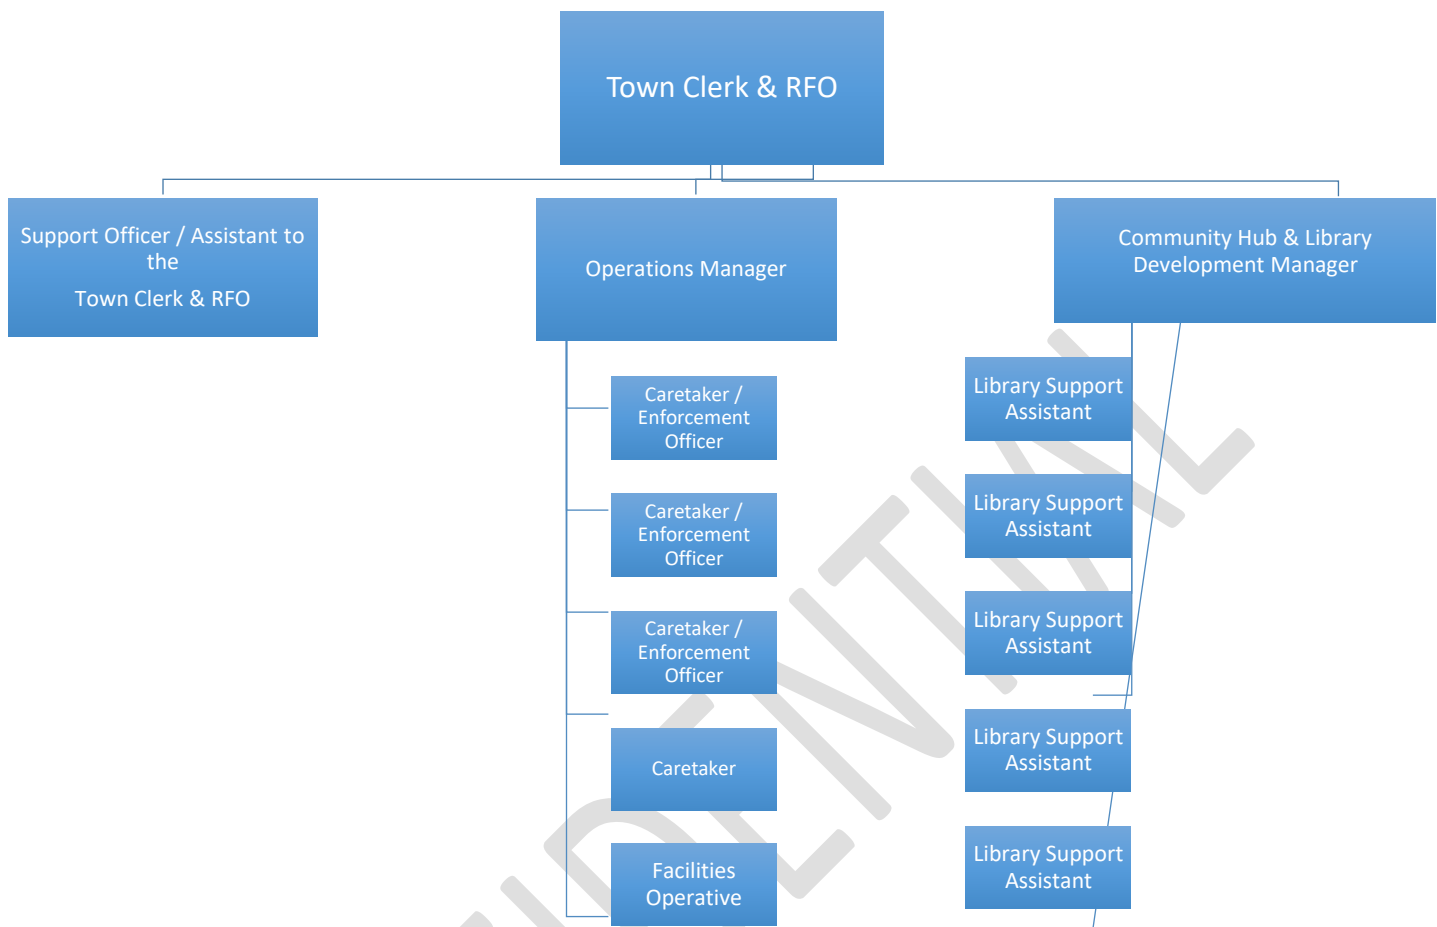 Town Clerk & RFO
Support Officer / Assistant to
the
Town Clerk & RFO
Operations Manager
Community Hub & Library
Development Manager
Caretaker /
Enforcement
Officer
Caretaker /
Enforcement
Officer
Caretaker /
Enforcement
Officer
Caretaker
Facilities
Operative
Library Support
Assistant
Library Support
Assistant
Library Support
Assistant
Library Support
Assistant
Library Support
Assistant
IDENTIAL